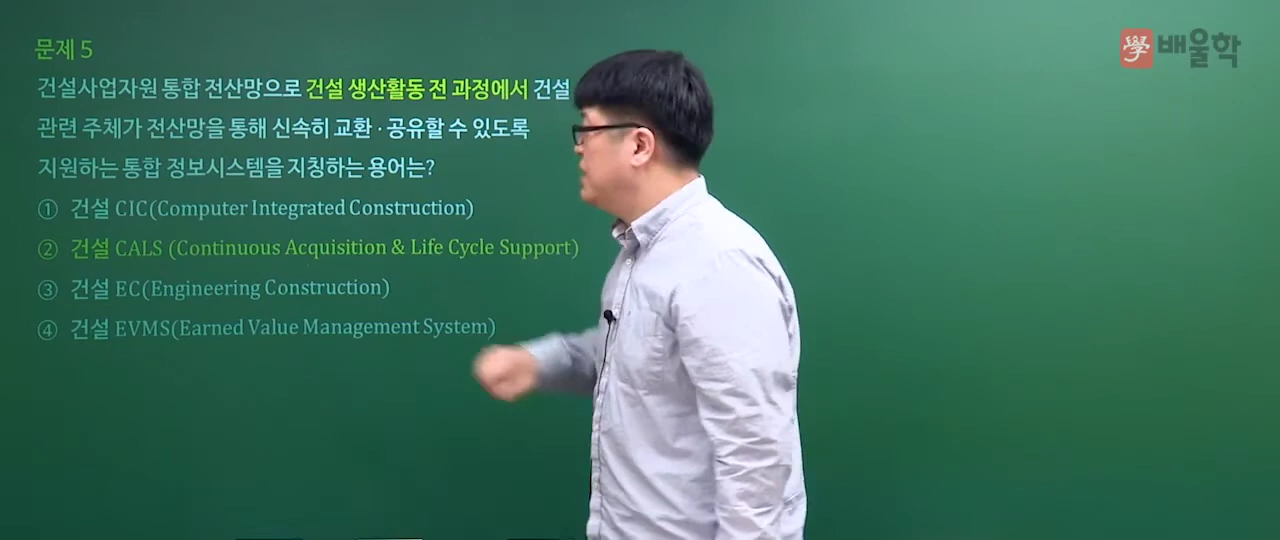 學 배울학
문제 5
건설사업자원 통합 전산망으로 건설 생산활동 전 과정에서 건설
관련 주체가 전산망을 통해 신속히 교환 · 공유할 수 있도록
지원하는 통합 정보시스템을 지칭하는 용어는?
① 건설 CIC(Computer Integrated Construction)
② 건설 CALS (Continuous Acquisition & Life Cycle Support)
③ 건설 EC(Engineering Construction)
④ 건설 EVMS(Earned Value Management System)